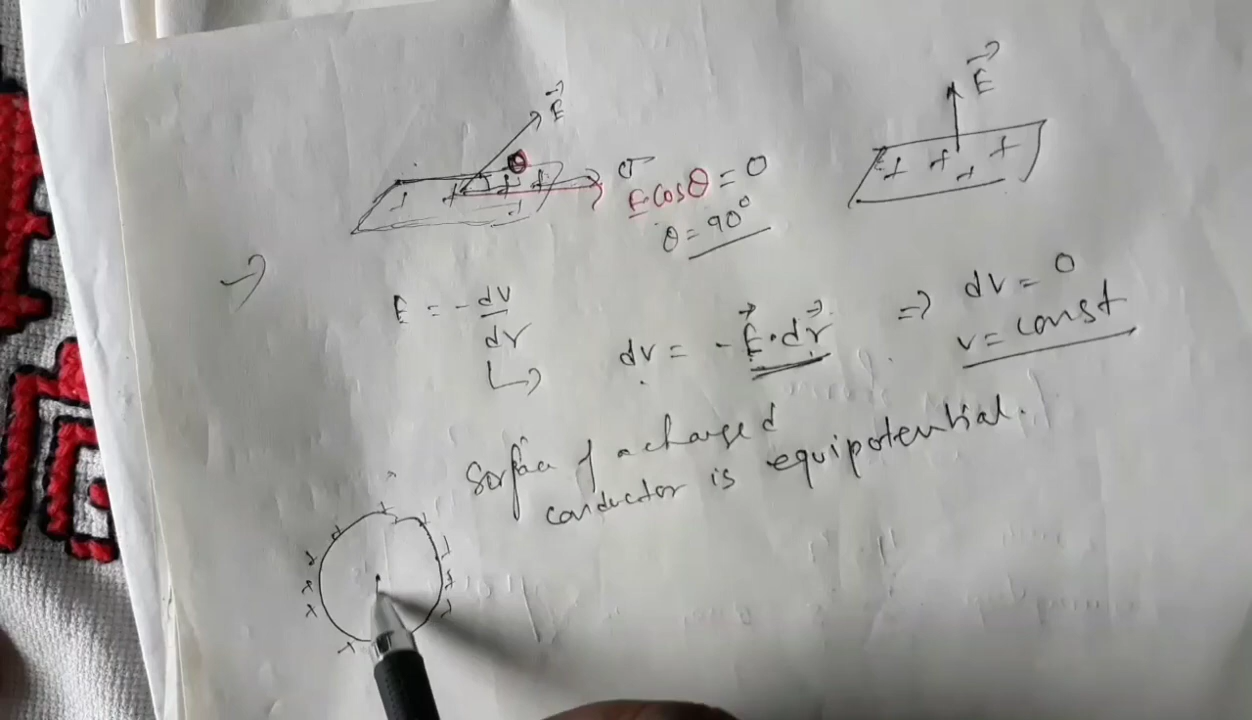 E⃗
E⃗
σ
E cosθ = 0
θ = 90°
θ
E = - dv/dr
dv = - E⃗ · dr⃗
=> dv = 0
v = const
Surface of a charged
conductor is equipotential.